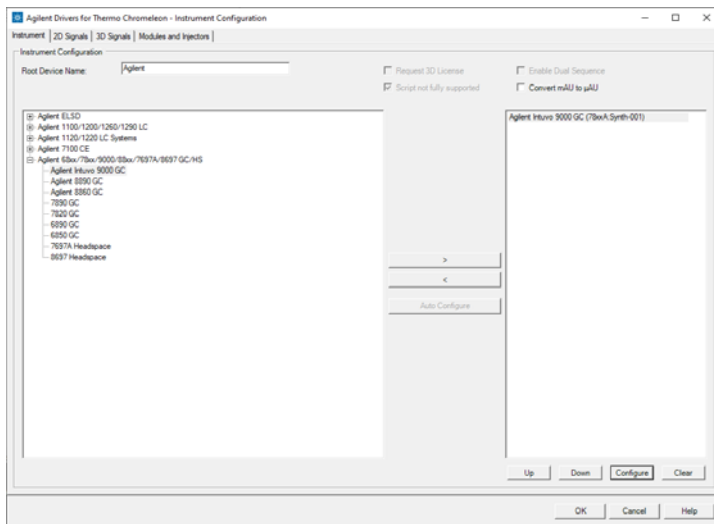 Agilent Drivers for Thermo Chromeleon - Instrument Configuration
Instrument | 2D Signals | 3D Signals | Modules and Injectors
Instrument Configuration
Root Device Name: Agilent
Request 3D License
Enable Dual Sequence
Script not fully supported
Convert mAU to µAU
Agilent ELSD
Agilent 1100/1200/1260/1290 LC
Agilent 1120/1220 LC Systems
Agilent 7100 CE
Agilent 68xx/78xx/9000/88xx/7697A/8697 GC/HS
Agilent Intuvo 9000 GC
Agilent 8890 GC
Agilent 8860 GC
7890 GC
7820 GC
6890 GC
6850 GC
7697A Headspace
8697 Headspace
>
<
Auto Configure
Agilent Intuvo 9000 GC (78xxA:Synth-001)
Up Down Configure Clear
OK Cancel Help